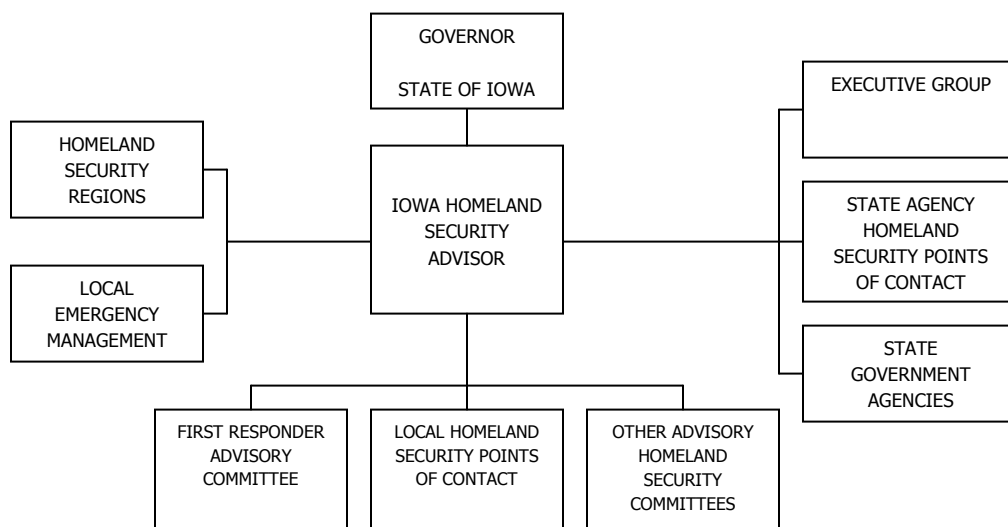 GOVERNOR
STATE OF IOWA
EXECUTIVE GROUP
HOMELAND
SECURITY
REGIONS
IOWA HOMELAND
SECURITY
ADVISOR
STATE AGENCY
HOMELAND
SECURITY POINTS
OF CONTACT
LOCAL
EMERGENCY
MANAGEMENT
STATE
GOVERNMENT
AGENCIES
FIRST RESPONDER
ADVISORY
COMMITTEE
LOCAL HOMELAND
SECURITY POINTS
OF CONTACT
OTHER ADVISORY
HOMELAND
SECURITY
COMMITTEES